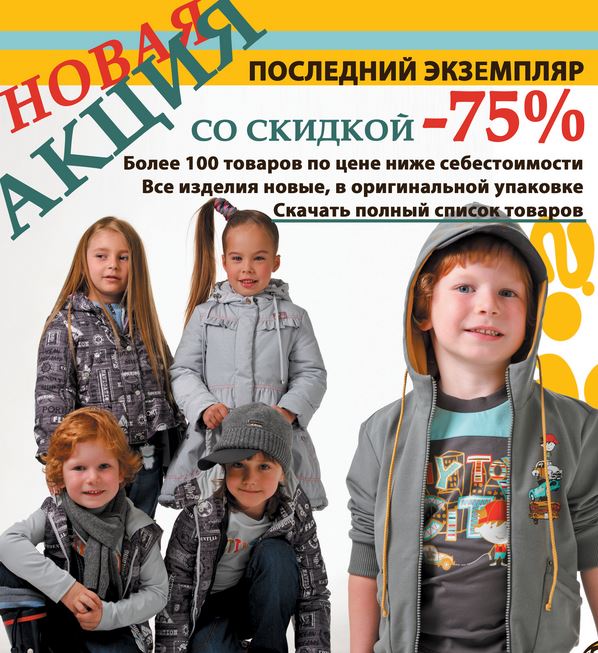 НОВАЯ
АКЦИЯ
ПОСЛЕДНИЙ ЭКЗЕМПЛЯР
СО СКИДКОЙ -75%
Более 100 товаров по цене ниже себестоимости
Все изделия новые, в оригинальной упаковке
Скачать полный список товаров